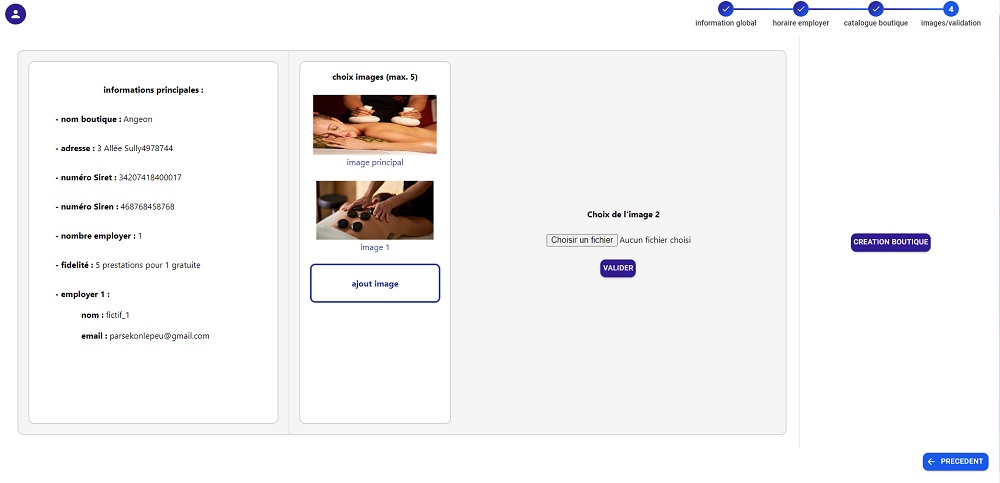 information global
horaire employer
catalogue boutique
4
images/validation
informations principales :
- nom boutique : Angeon
- adresse : 3 Allée Sully4978744
- numéro Siret : 34207418400017
- numéro Siren : 468768458768
- nombre employer : 1
- fidelité : 5 prestations pour 1 gratuite
- employer 1 :
nom : fictif_1
email : parsekonlepeu@gmail.com
choix images (max. 5)
image principal
image 1
ajout image
Choix de l'image 2
Choisir un fichier Aucun fichier choisi
VALIDER
CREATION BOUTIQUE
← PRECEDENT